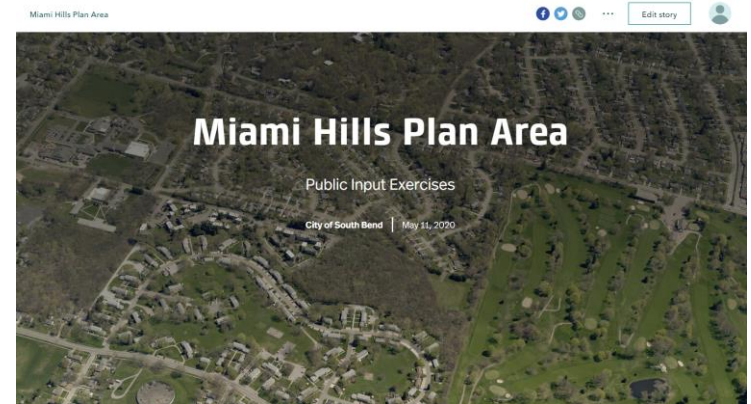 Miami Hills Plan Area
Edit story
Miami Hills Plan Area
Public Input Exercises
City of South Bend | May 11, 2020